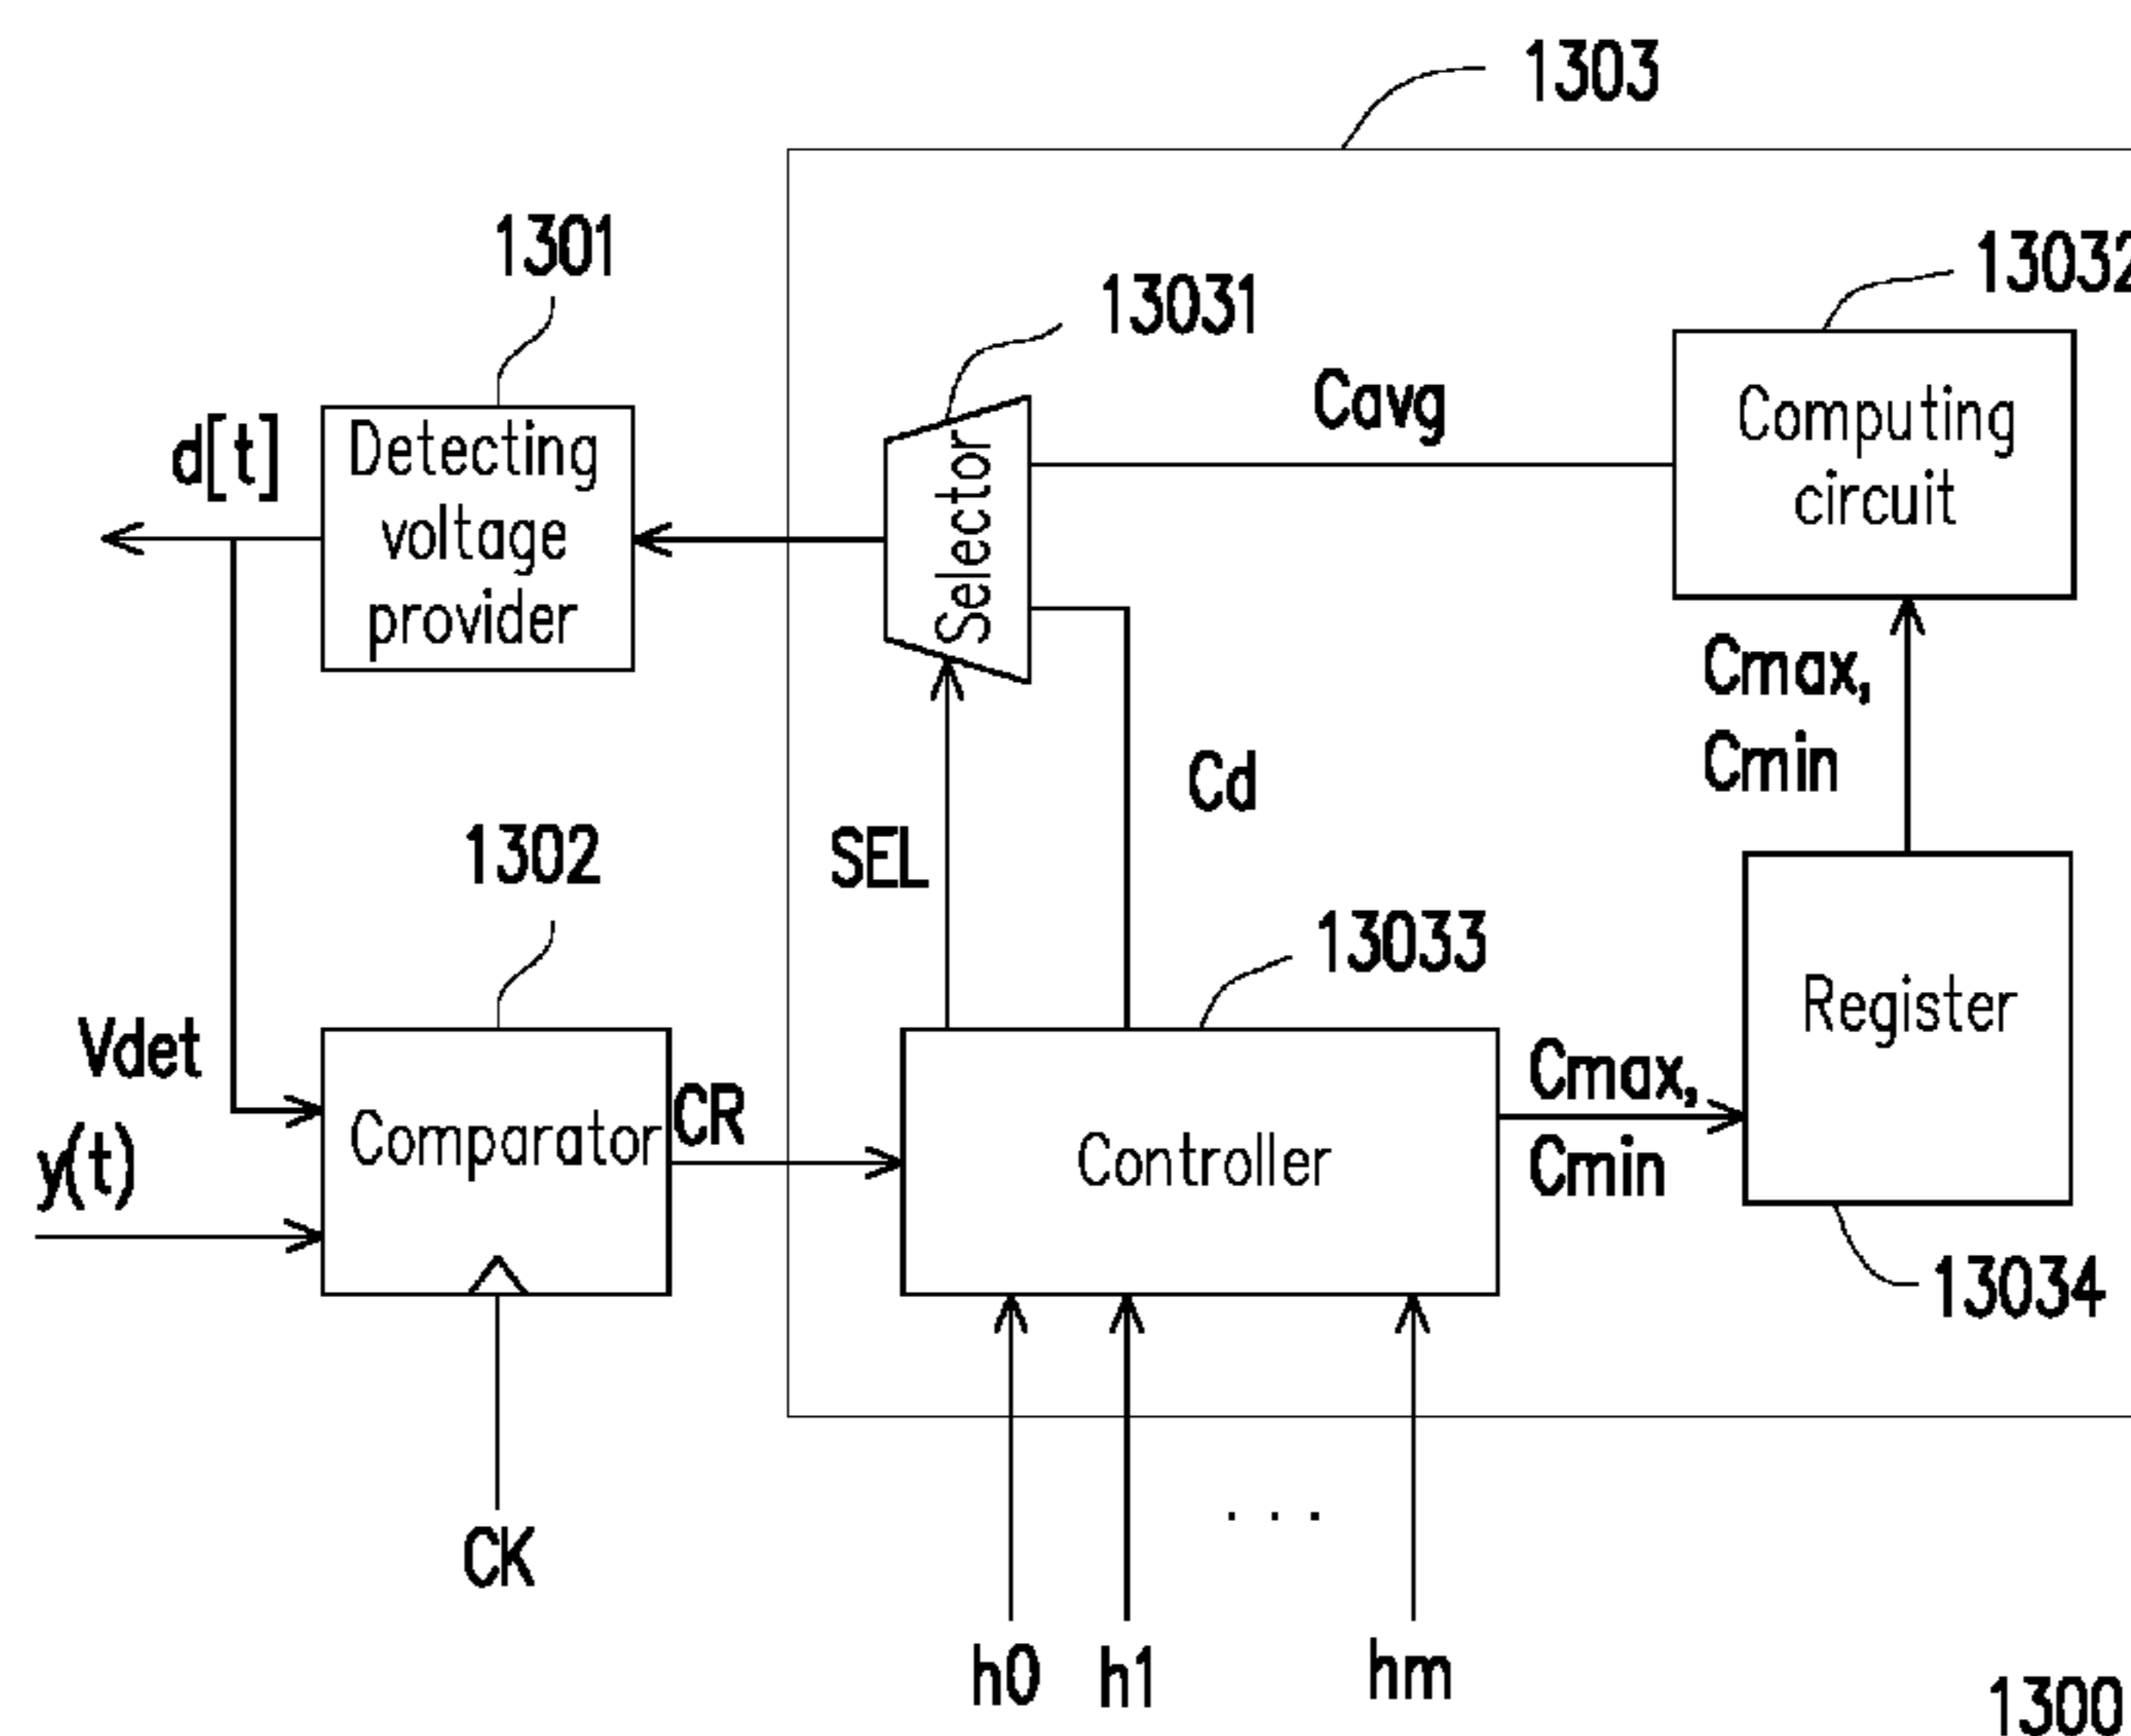 1303
1301
13031
13032
d[t]
Detecting
voltage
provider
Selector
Cavg
Computing
circuit
Cmax,
Cmin
Cd
SEL
1302
13033
Register
Vdet
y(t)
Comparator
CR
Controller
Cmax,
Cmin
13034
CK
. . .
h0
h1
hm
1300